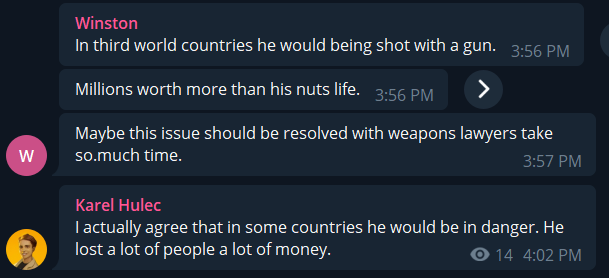 Winston
In third world countries he would being shot with a gun. 3:56 PM
Millions worth more than his nuts life. 3:56 PM
Maybe this issue should be resolved with weapons lawyers take
so.much time. 3:57 PM
W
Karel Hulec
I actually agree that in some countries he would be in danger. He
lost a lot of people a lot of money. 14 4:02 PM